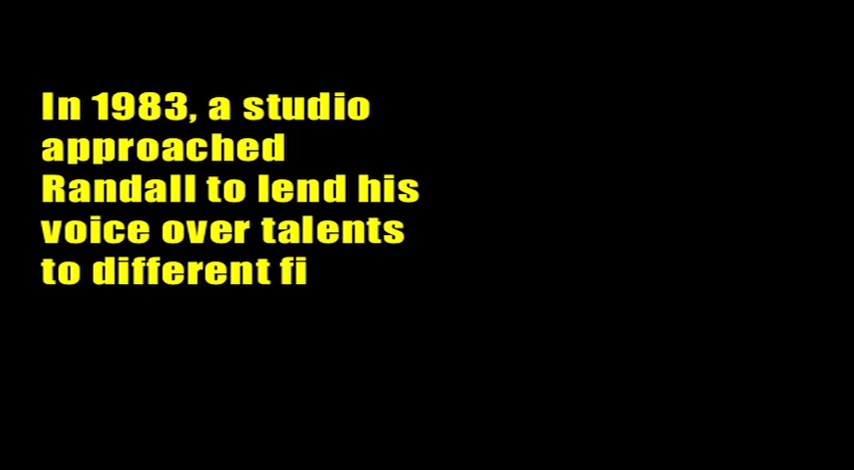 In 1983, a studio
approached
Randall to lend his
voice over talents
to different fi